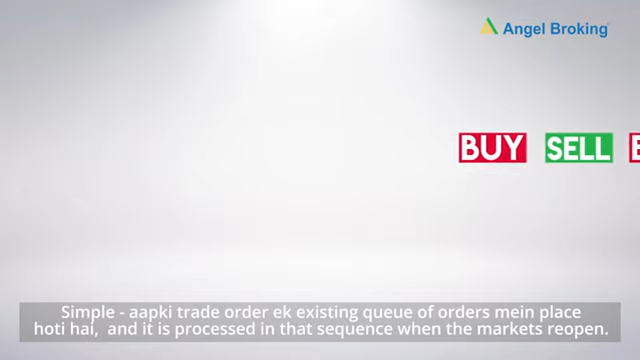 Angel Broking
BUY SELL
Simple - aapki trade order ek existing queue of orders mein place
hoti hai, and it is processed in that sequence when the markets reopen.